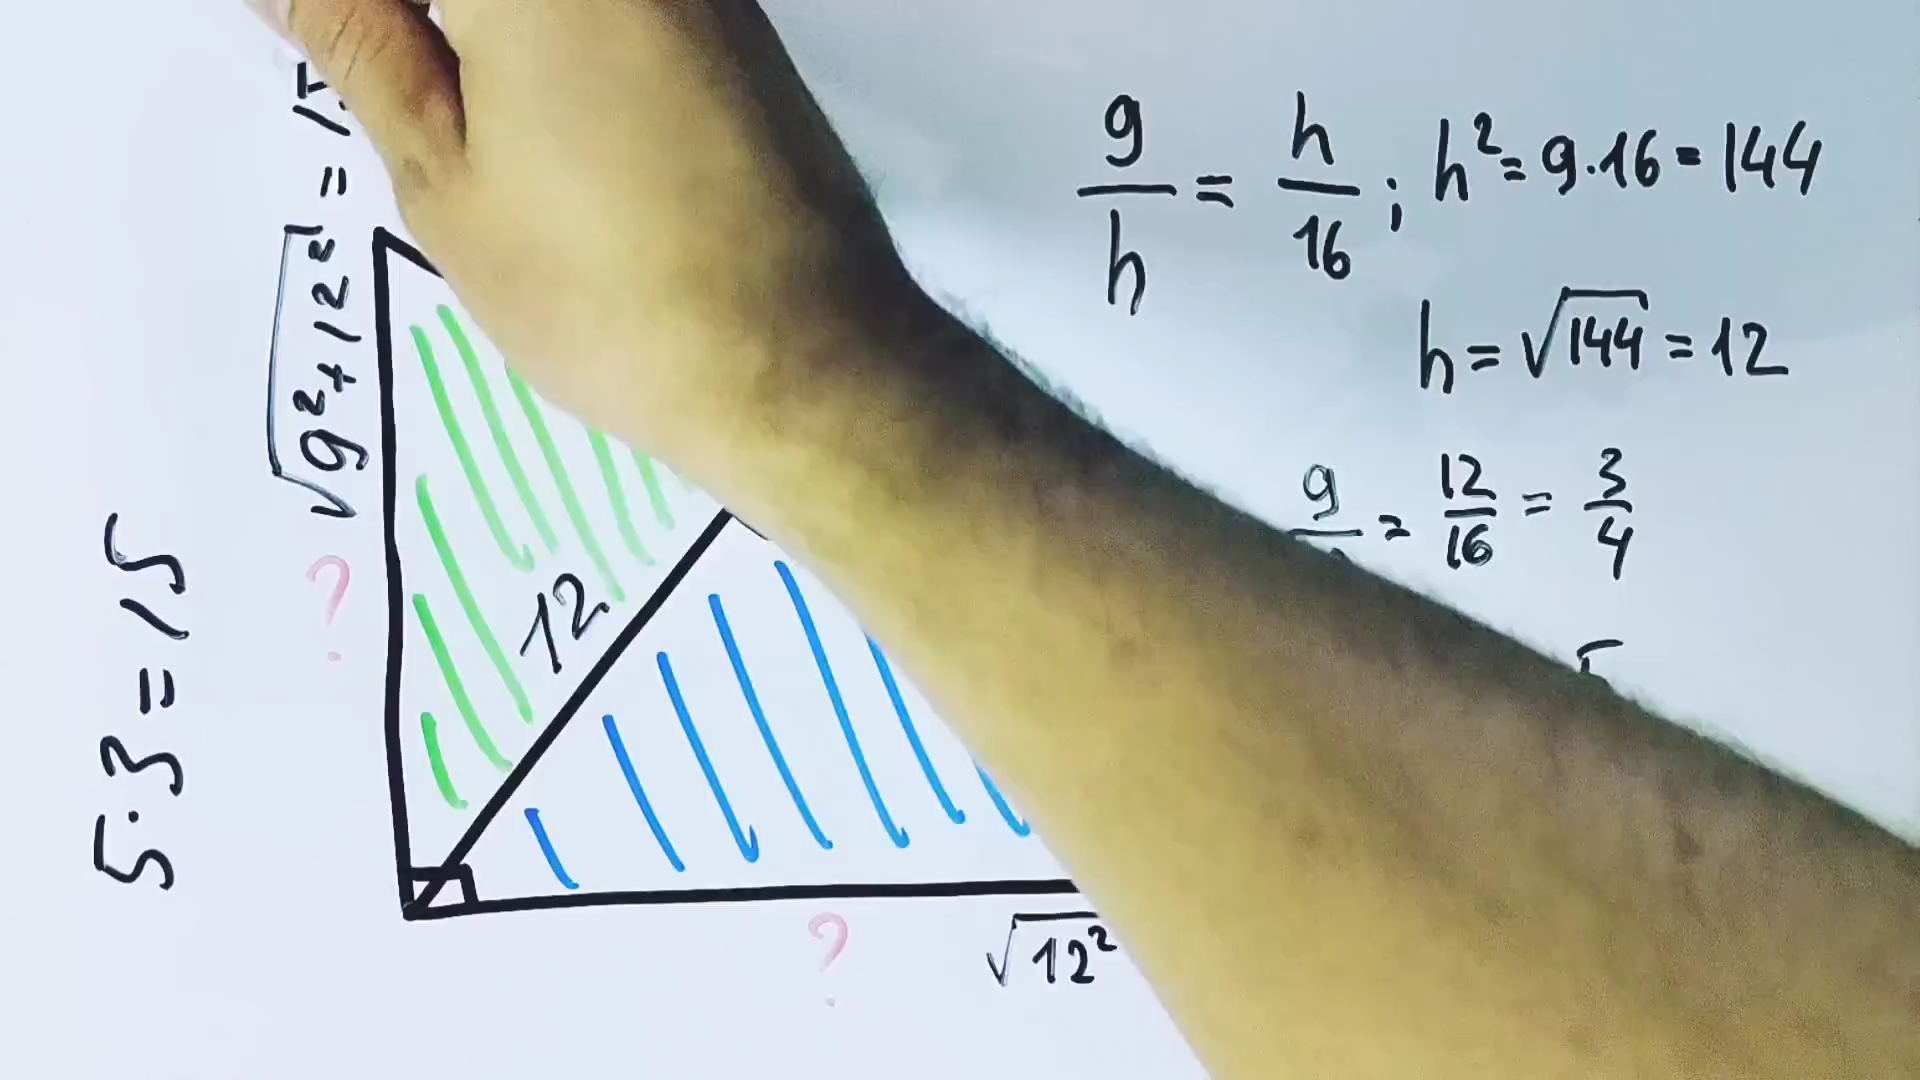 9/h = h/16 ; h² = 9·16 = 144
h = √144 = 12
9 = 12/16 = 3/4
√9²+12² = 15
5·3 = 15
?
12
?
√12²